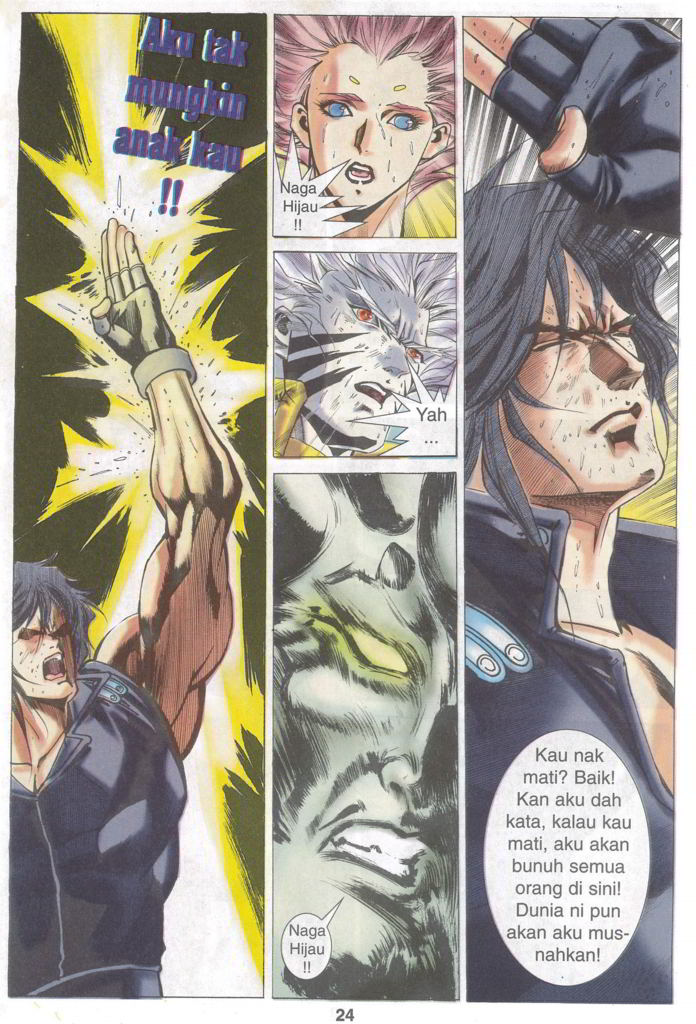 Aku tak
mungkin
anak kau
!!
Naga
Hijau
!!
Yah
...
Naga
Hijau
!!
Kau nak
mati? Baik!
Kan aku dah
kata, kalau kau
mati, aku akan
bunuh semua
orang di sini!
Dunia ni pun
akan aku mus-
nahkan!
24